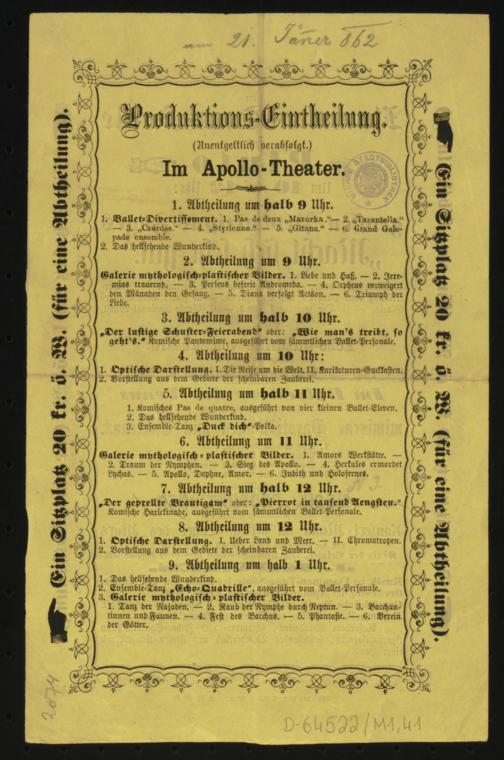 am 21. Jäner 862
Produktions-Eintheilung.
(Unentgeltlich verabfolgt.)
Im Apollo-Theater.
1. Abtheilung um halb 9 Uhr.
1. Ballet-Divertissement. 1. Pas de deux „Mazurka.“ — 2. „Tarantella.“
— 3. „Czárdás.“ — 4. „Styrienne.“ — 5. „Gitana.“ — 6. Grand Galo-
pade ensemble.
2. Das hellsehende Wunderkind.
2. Abtheilung um 9 Uhr.
Galerie mythologisch-plastischer Bilder. 1. Liebe und Haß. — 2. Jere-
mias trauernd. — 3. Perseus befreit Andromeda. — 4. Orpheus verweigert
den Mänaden den Gesang. — 5. Diana verfolgt Actäon. — 6. Triumph der
Liebe.
3. Abtheilung um halb 10 Uhr.
„Der lustige Schuster-Feierabend“ oder: „Wie man's treibt, so
geht's.“ Komische Pantomime, ausgeführt vom sämmtlichen Ballet-Personale.
4. Abtheilung um 10 Uhr:
1. Optische Darstellung. I. Die Reise um die Welt. II. Karikaturen-Guckkasten.
2. Vorstellung aus dem Gebiete der scheinbaren Zauberei.
5. Abtheilung um halb 11 Uhr.
1. Komisches Pas de quatre, ausgeführt von vier kleinen Ballet-Eleven.
2. Das hellsehende Wunderkind.
3. Ensemble-Tanz „Duck dich“-Polka.
6. Abtheilung um 11 Uhr.
Galerie mythologisch-plastischer Bilder. 1. Amors Werkstätte. —
2. Traum der Nymphen. — 3. Sieg des Apollo. — 4. Herkules ermordet
Lychas. — 5. Apollo, Daphne, Amor. — 6. Judith und Holofernes.
7. Abtheilung um halb 12 Uhr.
„Der geprellte Bräutigam“ oder: „Pierrot in tausend Aengsten.“
Komische Harlekinade, ausgeführt vom sämmtlichen Ballet-Personale.
8. Abtheilung um 12 Uhr.
1. Optische Darstellung. I. Ueber Land und Meer. — II. Chromatropen.
2. Vorstellung aus dem Gebiete der scheinbaren Zauberei.
9. Abtheilung um halb 1 Uhr.
1. Das hellsehende Wunderkind.
2. Ensemble-Tanz „Echo-Quadrille“, ausgeführt vom Ballet-Personale.
3. Galerie mythologisch-plastischer Bilder.
1. Tanz der Najaden. — 2. Raub der Nymphe durch Neptun. — 3. Bacchan-
tinnen und Faunen. — 4. Fest des Bacchus. — 5. Phantasie. — 6. Verein
der Götter.
Ein Sitzplatz 20 kr. ö. W. (für eine Abtheilung).
Ein Sitzplatz 20 kr. ö. W. (für eine Abtheilung).
2074
D-64522/M1,41